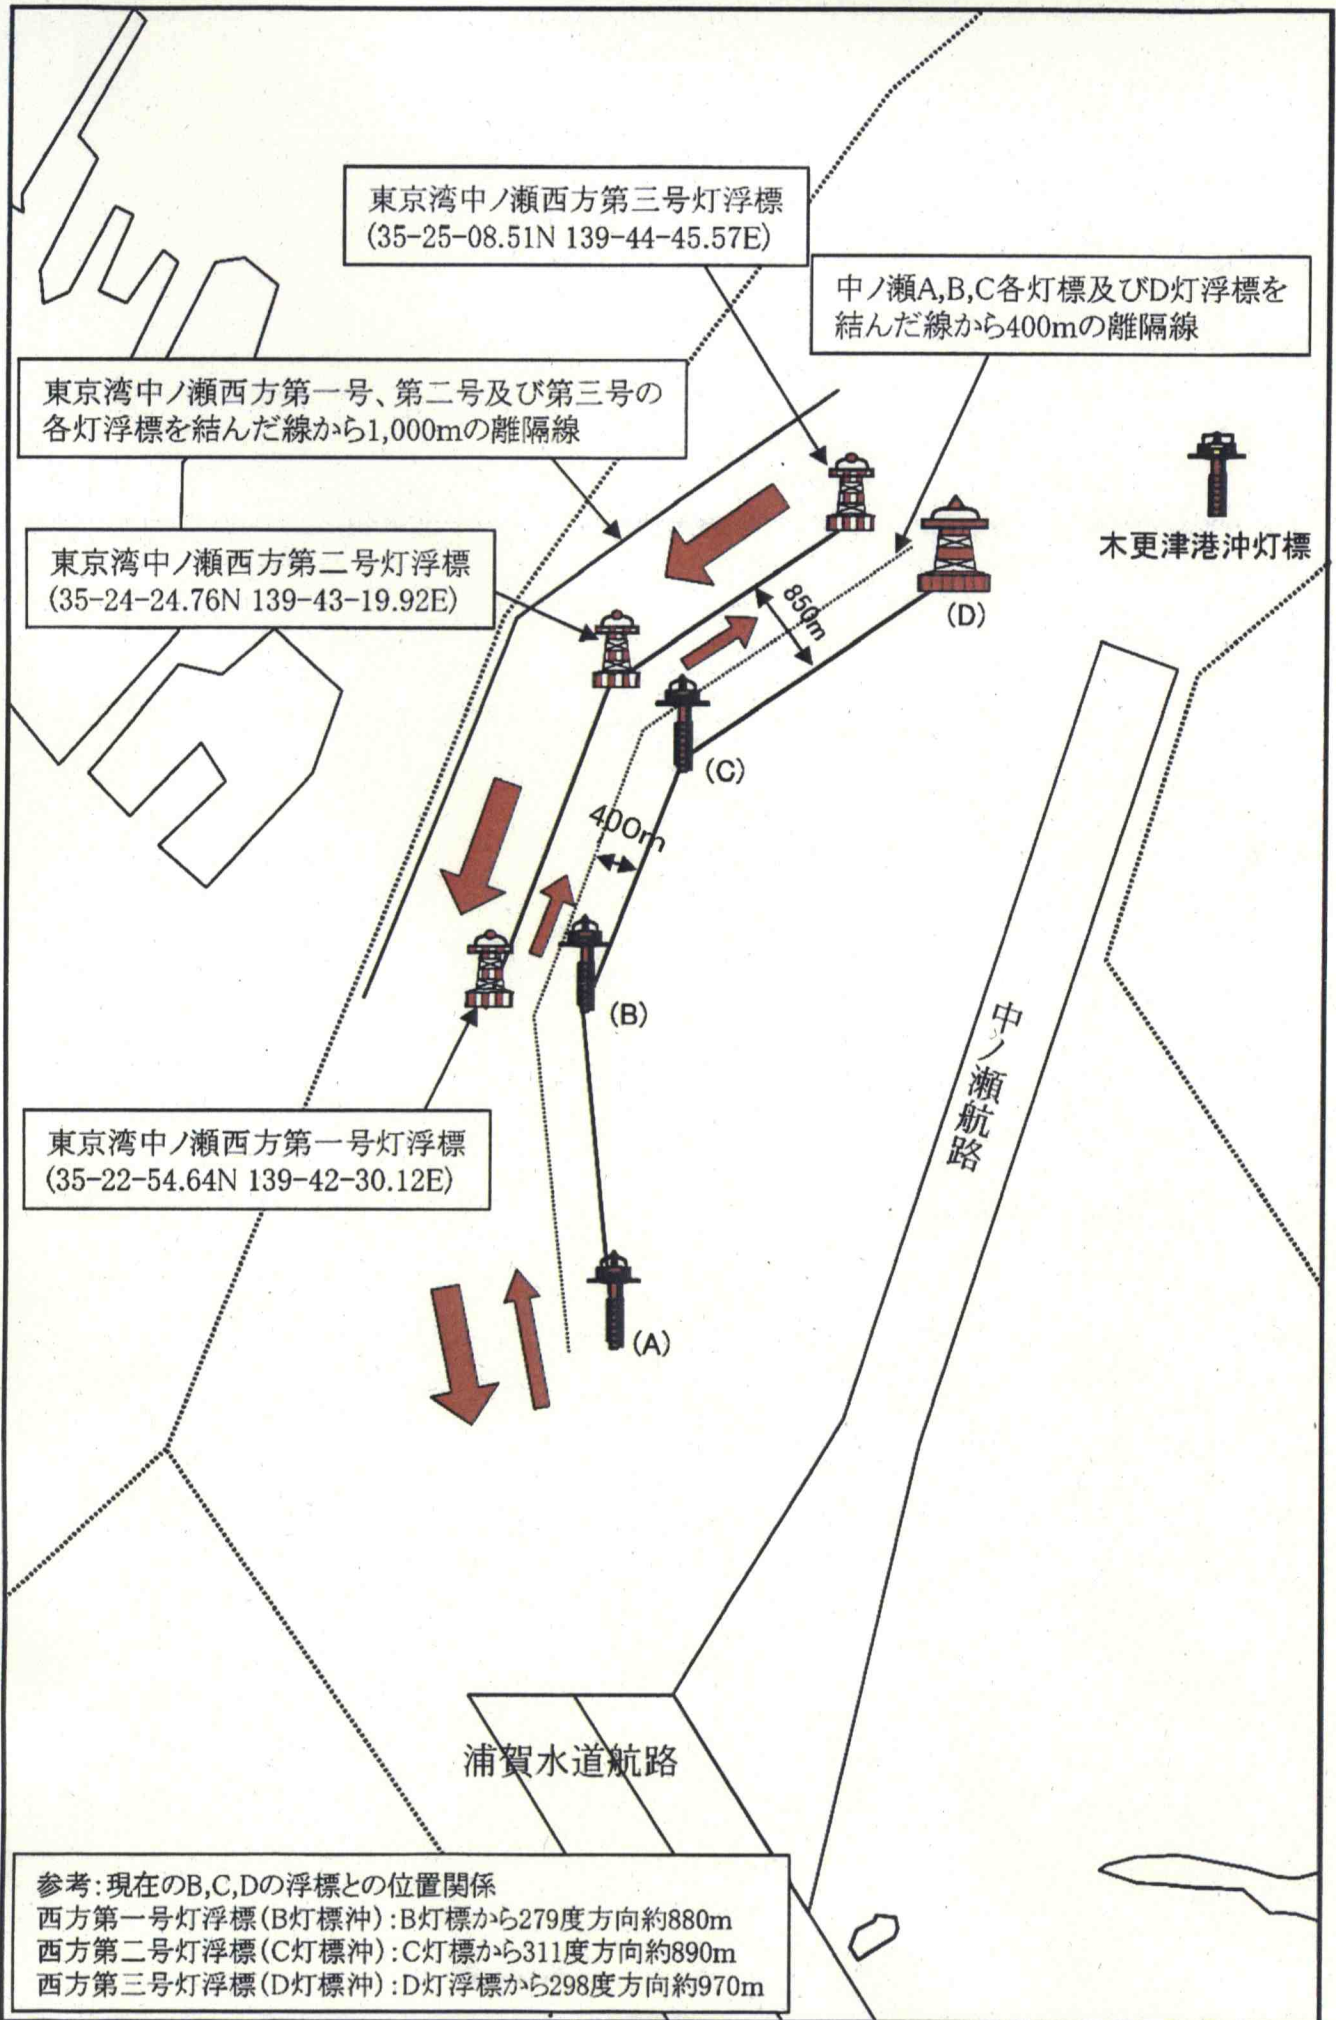 東京湾中ノ瀬西方第三号灯浮標
(35-25-08.51N 139-44-45.57E)
中ノ瀬A,B,C各灯標及びD灯浮標を
結んだ線から400mの離隔線
東京湾中ノ瀬西方第一号、第二号及び第三号の
各灯浮標を結んだ線から1,000mの離隔線
木更津港沖灯標
東京湾中ノ瀬西方第二号灯浮標
(35-24-24.76N 139-43-19.92E)
850m
(D)
(C)
400m
(B)
中ノ瀬航路
東京湾中ノ瀬西方第一号灯浮標
(35-22-54.64N 139-42-30.12E)
(A)
浦賀水道航路
参考:現在のB,C,Dの浮標との位置関係
西方第一号灯浮標(B灯標沖):B灯標から279度方向約880m
西方第二号灯浮標(C灯標沖):C灯標から311度方向約890m
西方第三号灯浮標(D灯標沖):D灯浮標から298度方向約970m